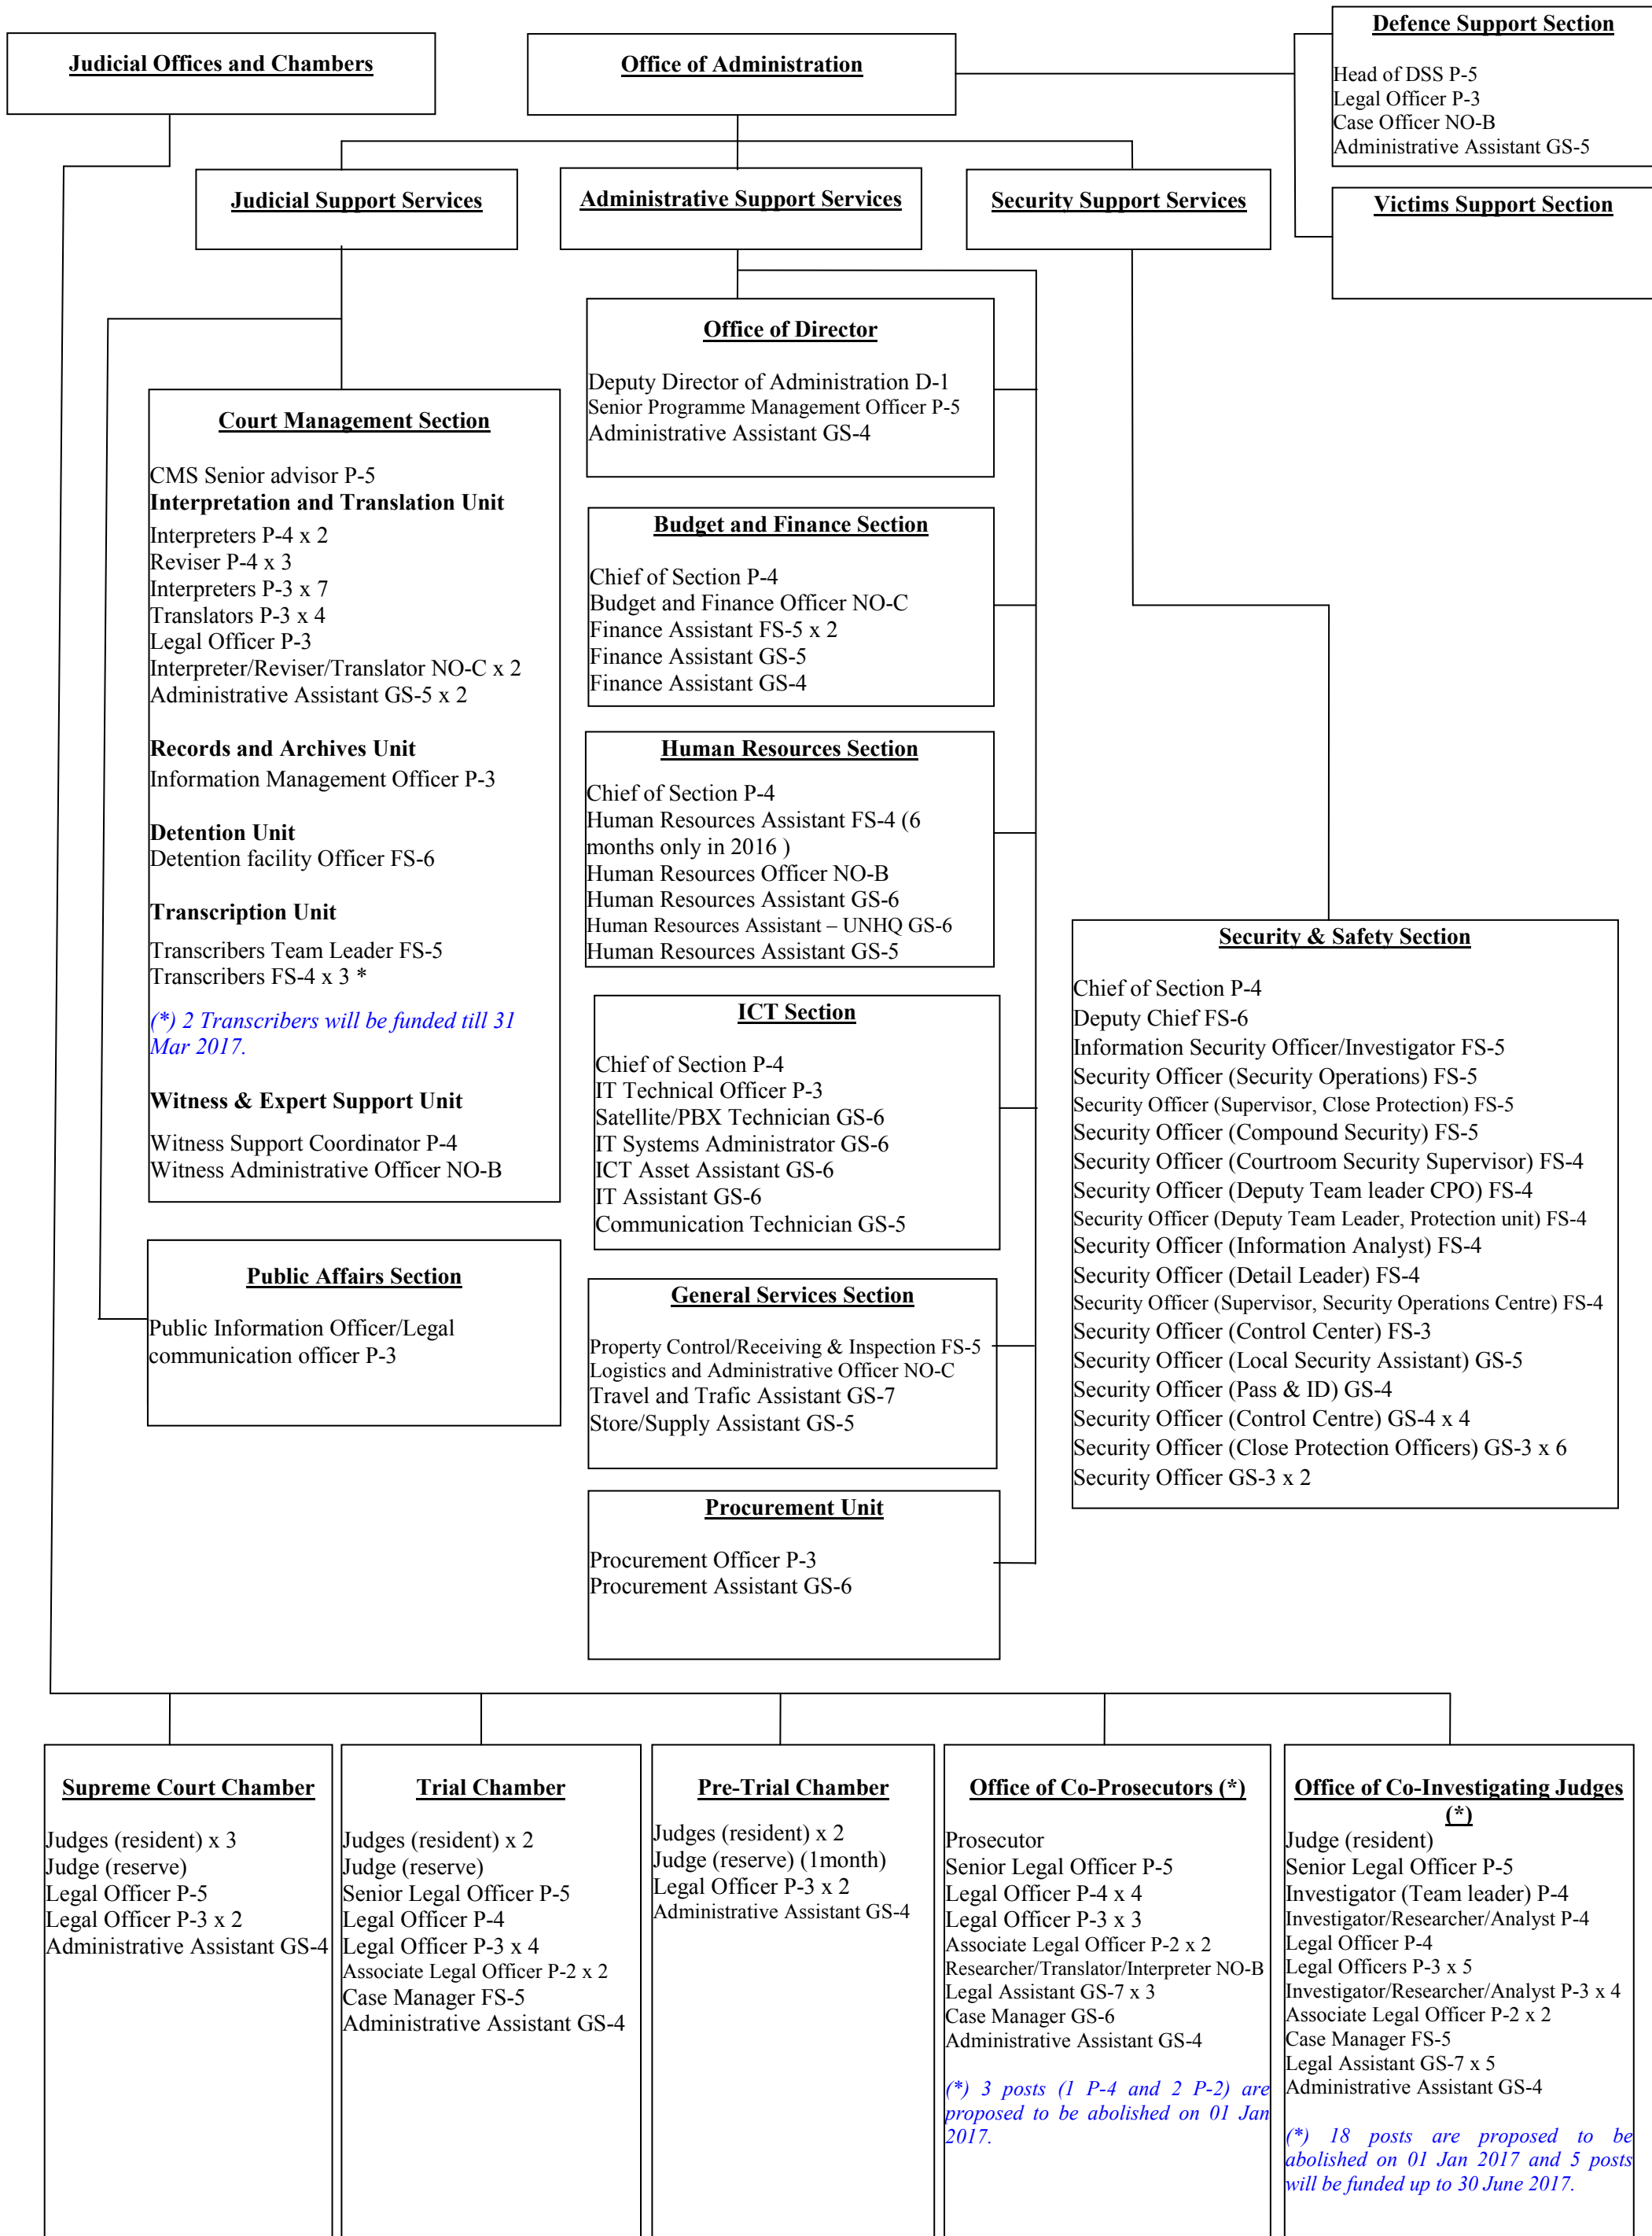 Judicial Offices and Chambers
Office of Administration
Defence Support Section
Head of DSS P-5
Legal Officer P-3
Case Officer NO-B
Administrative Assistant GS-5
Victims Support Section
Judicial Support Services
Administrative Support Services
Security Support Services
Court Management Section
CMS Senior advisor P-5
Interpretation and Translation Unit
Interpreters P-4 x 2
Reviser P-4 x 3
Interpreters P-3 x 7
Translators P-3 x 4
Legal Officer P-3
Interpreter/Reviser/Translator NO-C x 2
Administrative Assistant GS-5 x 2
Records and Archives Unit
Information Management Officer P-3
Detention Unit
Detention facility Officer FS-6
Transcription Unit
Transcribers Team Leader FS-5
Transcribers FS-4 x 3 *
(*) 2 Transcribers will be funded till 31
Mar 2017.
Witness & Expert Support Unit
Witness Support Coordinator P-4
Witness Administrative Officer NO-B
Public Affairs Section
Public Information Officer/Legal
communication officer P-3
Office of Director
Deputy Director of Administration D-1
Senior Programme Management Officer P-5
Administrative Assistant GS-4
Budget and Finance Section
Chief of Section P-4
Budget and Finance Officer NO-C
Finance Assistant FS-5 x 2
Finance Assistant GS-5
Finance Assistant GS-4
Human Resources Section
Chief of Section P-4
Human Resources Assistant FS-4 (6
months only in 2016 )
Human Resources Officer NO-B
Human Resources Assistant GS-6
Human Resources Assistant – UNHQ GS-6
Human Resources Assistant GS-5
ICT Section
Chief of Section P-4
IT Technical Officer P-3
Satellite/PBX Technician GS-6
IT Systems Administrator GS-6
ICT Asset Assistant GS-6
IT Assistant GS-6
Communication Technician GS-5
General Services Section
Property Control/Receiving & Inspection FS-5
Logistics and Administrative Officer NO-C
Travel and Trafic Assistant GS-7
Store/Supply Assistant GS-5
Procurement Unit
Procurement Officer P-3
Procurement Assistant GS-6
Security & Safety Section
Chief of Section P-4
Deputy Chief FS-6
Information Security Officer/Investigator FS-5
Security Officer (Security Operations) FS-5
Security Officer (Supervisor, Close Protection) FS-5
Security Officer (Compound Security) FS-5
Security Officer (Courtroom Security Supervisor) FS-4
Security Officer (Deputy Team leader CPO) FS-4
Security Officer (Deputy Team Leader, Protection unit) FS-4
Security Officer (Information Analyst) FS-4
Security Officer (Detail Leader) FS-4
Security Officer (Supervisor, Security Operations Centre) FS-4
Security Officer (Control Center) FS-3
Security Officer (Local Security Assistant) GS-5
Security Officer (Pass & ID) GS-4
Security Officer (Control Centre) GS-4 x 4
Security Officer (Close Protection Officers) GS-3 x 6
Security Officer GS-3 x 2
Supreme Court Chamber
Judges (resident) x 3
Judge (reserve)
Legal Officer P-5
Legal Officer P-3 x 2
Administrative Assistant GS-4
Trial Chamber
Judges (resident) x 2
Judge (reserve)
Senior Legal Officer P-5
Legal Officer P-4
Legal Officer P-3 x 4
Associate Legal Officer P-2 x 2
Case Manager FS-5
Administrative Assistant GS-4
Pre-Trial Chamber
Judges (resident) x 2
Judge (reserve) (1month)
Legal Officer P-3 x 2
Administrative Assistant GS-4
Office of Co-Prosecutors (*)
Prosecutor
Senior Legal Officer P-5
Legal Officer P-4 x 4
Legal Officer P-3 x 3
Associate Legal Officer P-2 x 2
Researcher/Translator/Interpreter NO-B
Legal Assistant GS-7 x 3
Case Manager GS-6
Administrative Assistant GS-4
(*) 3 posts (1 P-4 and 2 P-2) are
proposed to be abolished on 01 Jan
2017.
Office of Co-Investigating Judges
(*)
Judge (resident)
Senior Legal Officer P-5
Investigator (Team leader) P-4
Investigator/Researcher/Analyst P-4
Legal Officer P-4
Legal Officers P-3 x 5
Investigator/Researcher/Analyst P-3 x 4
Associate Legal Officer P-2 x 2
Case Manager FS-5
Legal Assistant GS-7 x 5
Administrative Assistant GS-4
(*) 18 posts are proposed to be
abolished on 01 Jan 2017 and 5 posts
will be funded up to 30 June 2017.